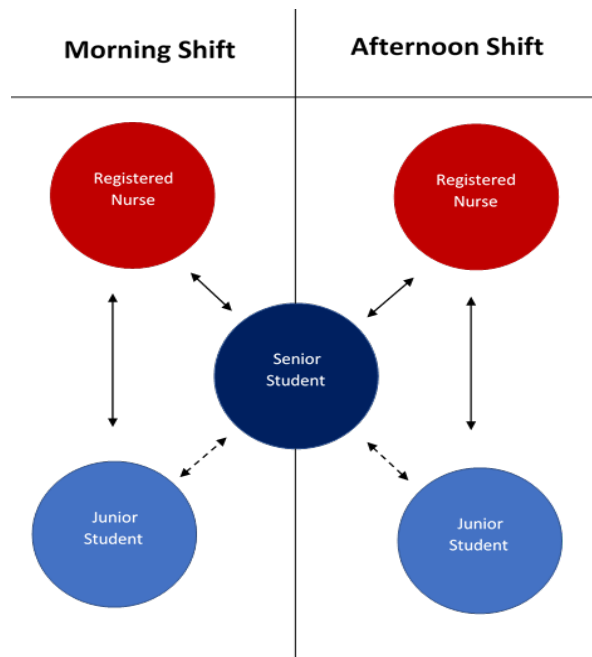 Morning Shift
Afternoon Shift
Registered
Nurse
Registered
Nurse
Senior
Student
Junior
Student
Junior
Student